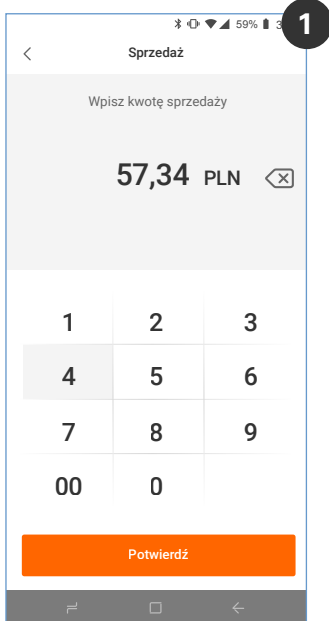 59%
1
Sprzedaż
Wpisz kwotę sprzedaży
57,34 PLN
1 2 3
4 5 6
7 8 9
00 0
Potwierdź